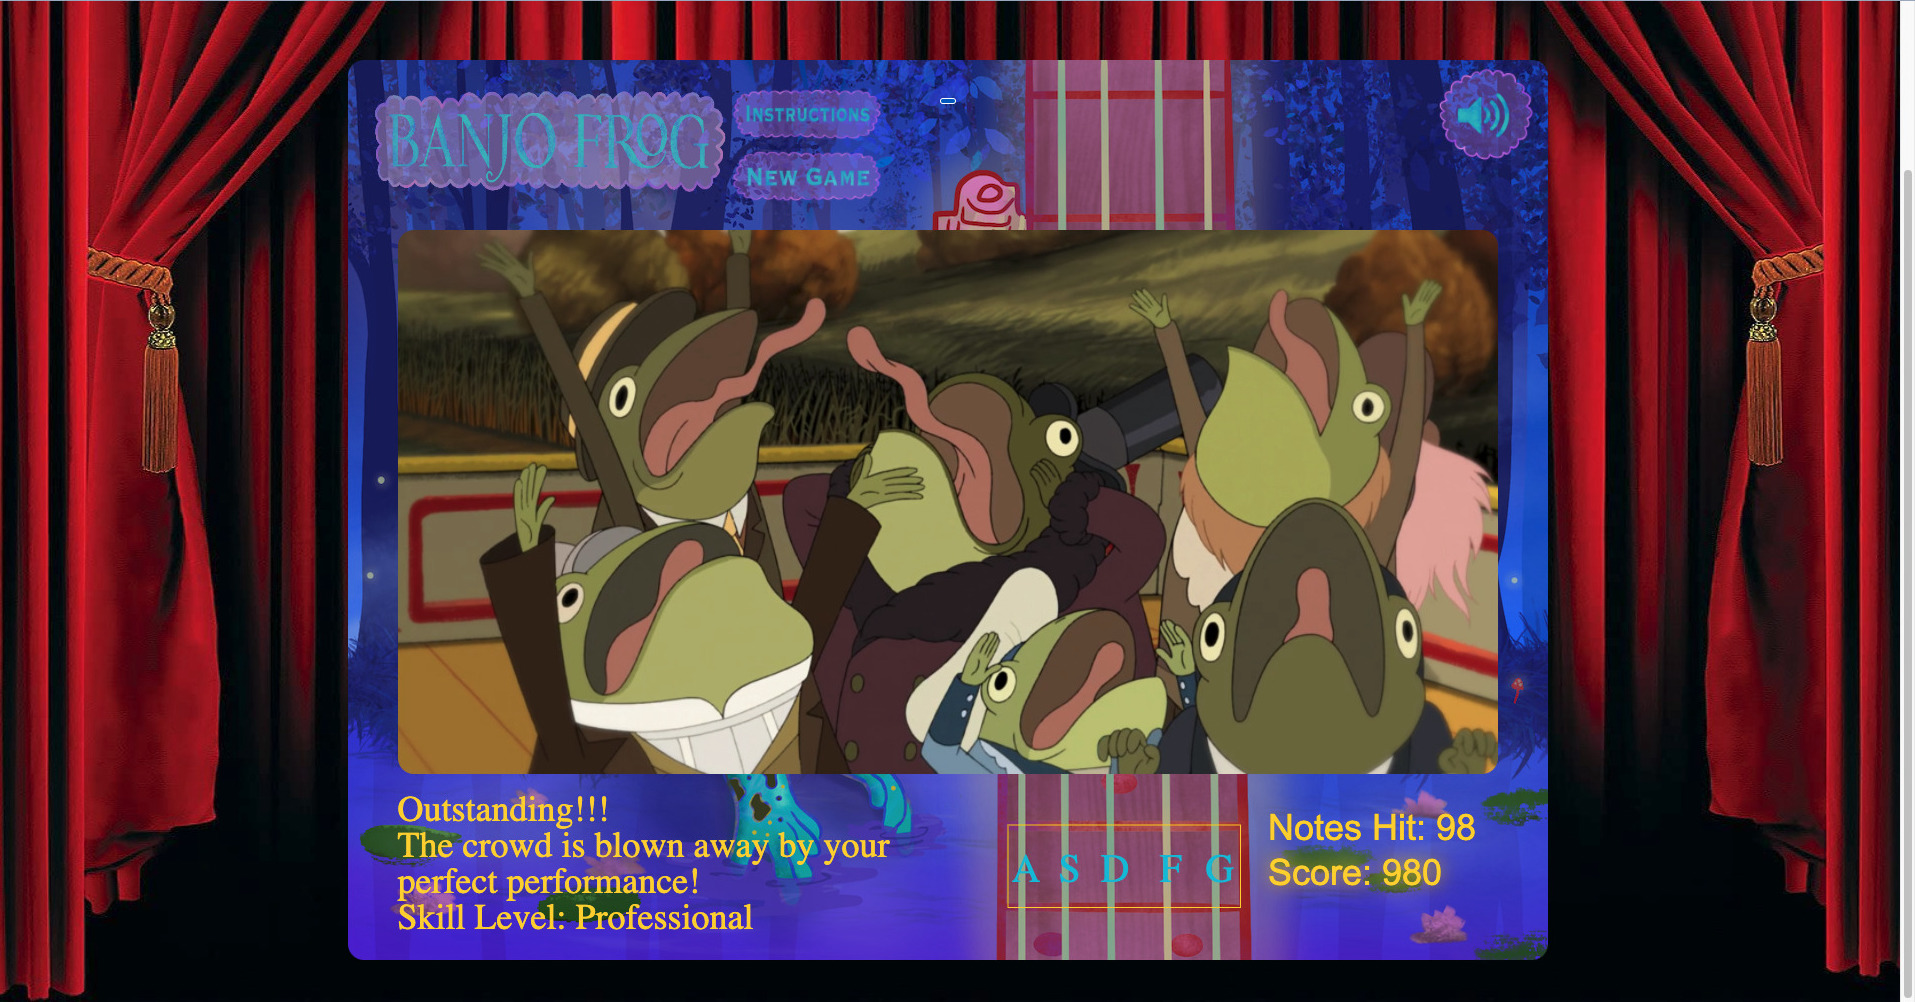 BANJO FROG
INSTRUCTIONS
NEW GAME
Outstanding!!!
The crowd is blown away by your
perfect performance!
Skill Level: Professional
A S D F G
Notes Hit: 98
Score: 980